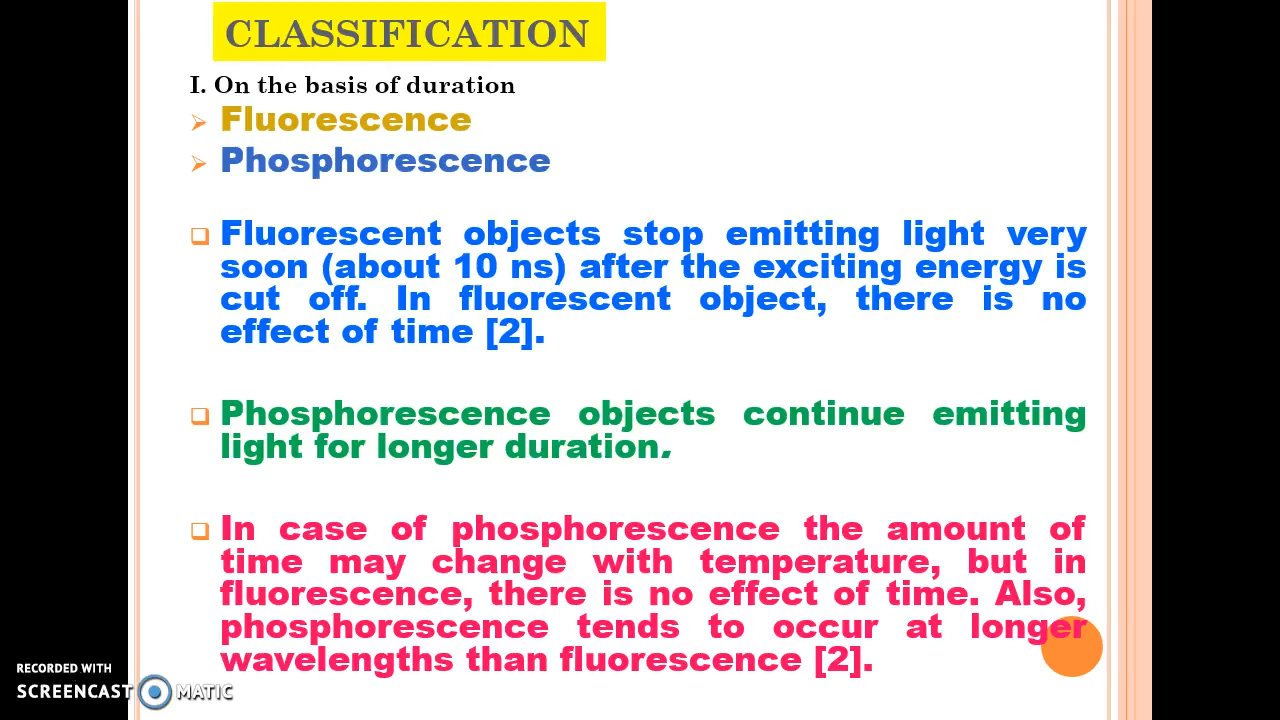 CLASSIFICATION
I. On the basis of duration
Fluorescence
Phosphorescence
Fluorescent objects stop emitting light very
soon (about 10 ns) after the exciting energy is
cut off. In fluorescent object, there is no
effect of time [2].
Phosphorescence objects continue emitting
light for longer duration.
In case of phosphorescence the amount of
time may change with temperature, but in
fluorescence, there is no effect of time. Also,
phosphorescence tends to occur at longer
wavelengths than fluorescence [2].
RECORDED WITH
SCREENCAST MATIC